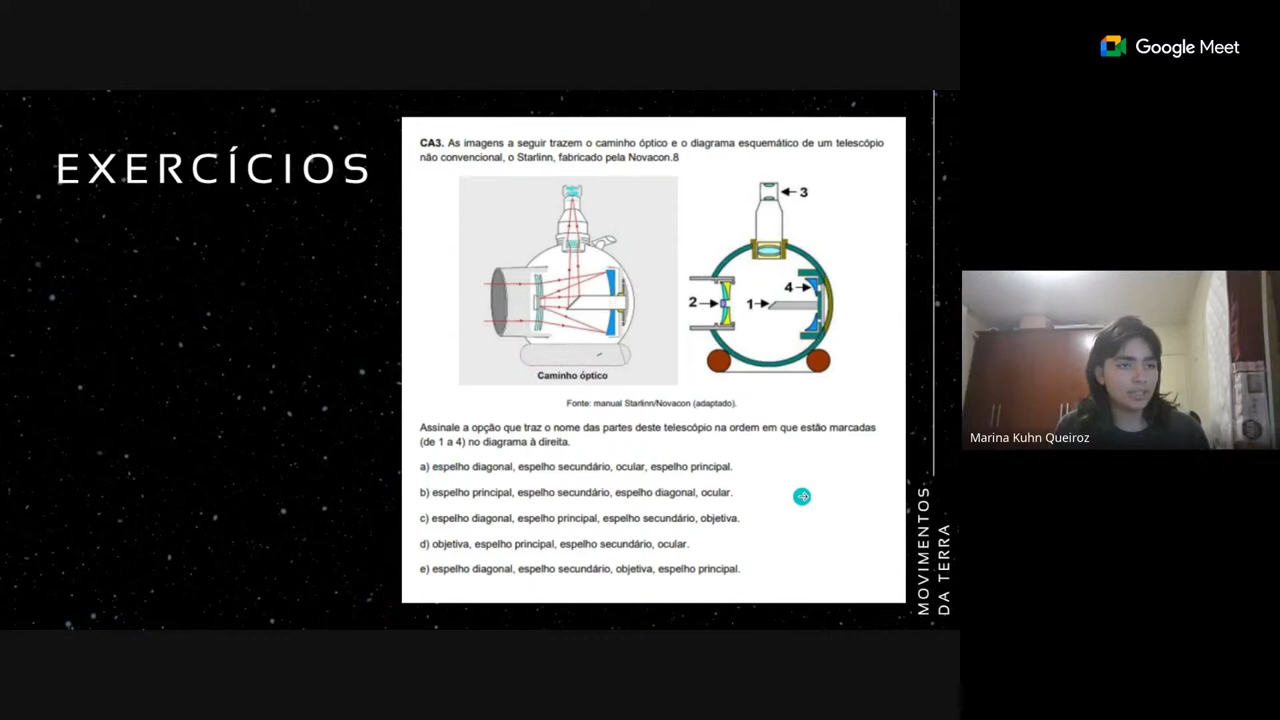 Google Meet
EXERCÍCIOS
CA3. As imagens a seguir trazem o caminho óptico e o diagrama esquemático de um telescópio
não convencional, o Starlinn, fabricado pela Novacon.8
3
4
2
1
Caminho óptico
Fonte: manual Starlinn/Novacon (adaptado).
Assinale a opção que traz o nome das partes deste telescópio na ordem em que estão marcadas
(de 1 a 4) no diagrama à direita.
a) espelho diagonal, espelho secundário, ocular, espelho principal.
b) espelho principal, espelho secundário, espelho diagonal, ocular.
c) espelho diagonal, espelho principal, espelho secundário, objetiva.
d) objetiva, espelho principal, espelho secundário, ocular.
e) espelho diagonal, espelho secundário, objetiva, espelho principal.
MOVIMENTOS
DA TERRA
Marina Kuhn Queiroz